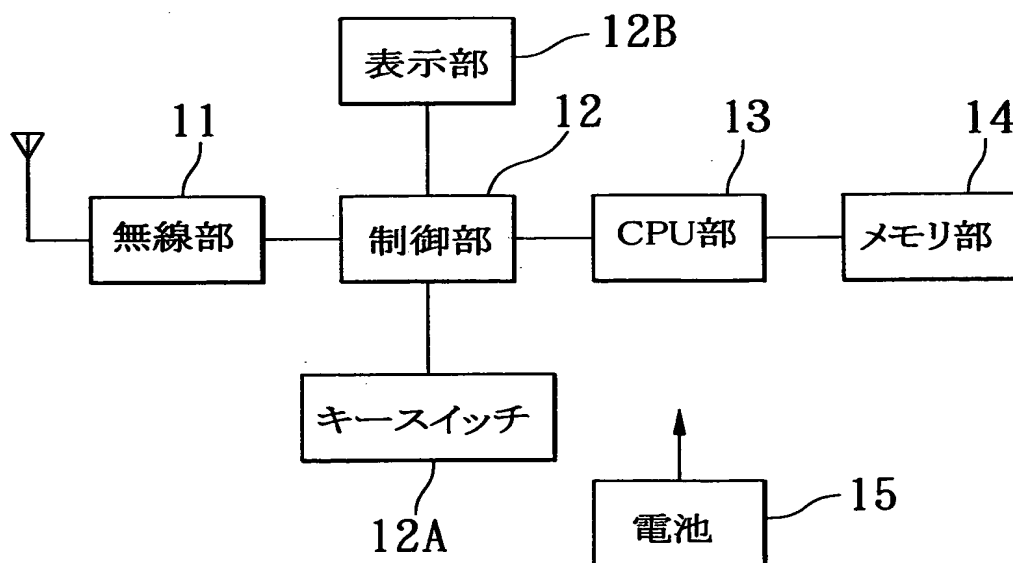 12B
表示部
11
12
13
14
無線部
制御部
CPU部
メモリ部
キースイッチ
12A
15
電池